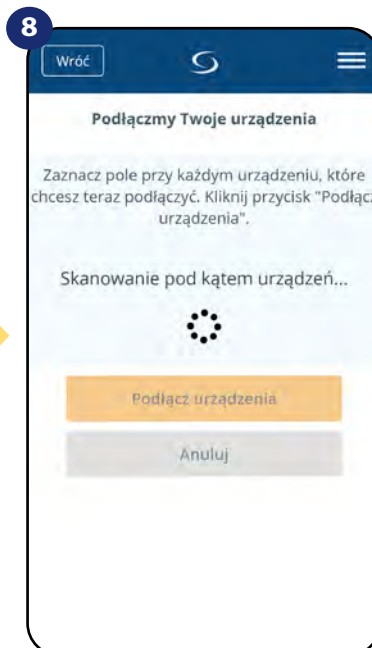 8
Wróć
Podłączmy Twoje urządzenia
Zaznacz pole przy każdym urządzeniu, które
chcesz teraz podłączyć. Kliknij przycisk "Podłącz
urządzenia".
Skanowanie pod kątem urządzeń...
Podłącz urządzenia
Anuluj